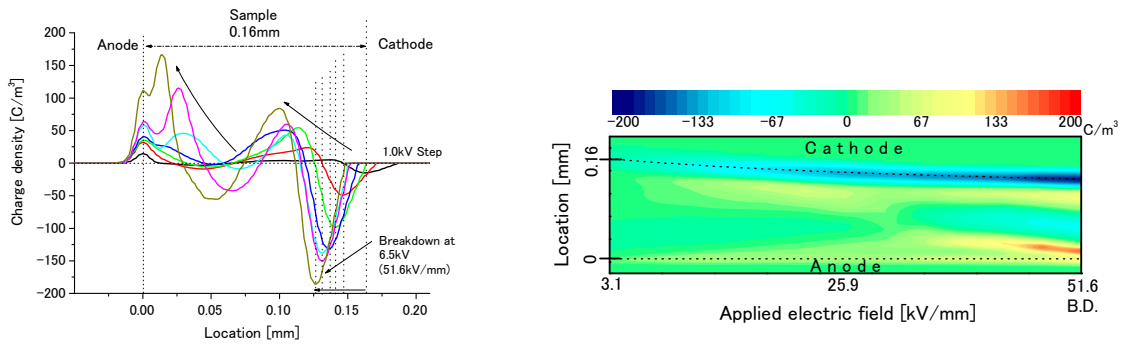 Sample
0.16mm
Anode
Cathode
200
150
100
50
0
-50
-100
-150
-200
Charge density [C/m³]
1.0kV Step
Breakdown at
6.5kV
(51.6kV/mm)
0.00
0.05
0.10
0.15
0.20
Location [mm]
−200
−133
−67
0
67
133
200
C/m³
Cathode
0.16
0
Location [mm]
Anode
3.1
25.9
51.6
B.D.
Applied electric field [kV/mm]